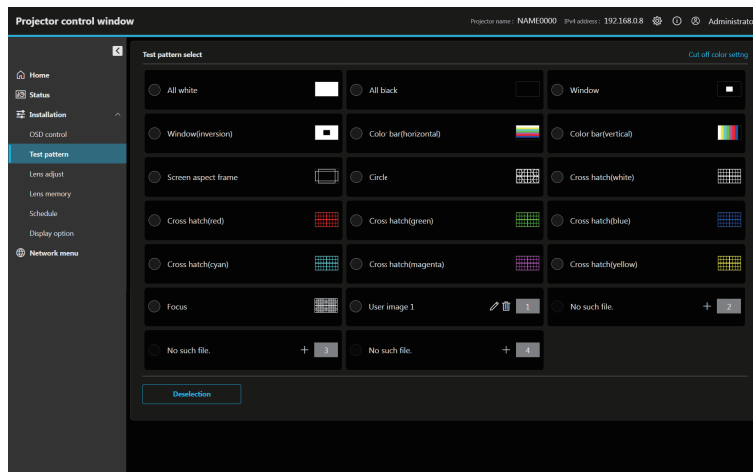 Projector control window
Projector name : NAME0000 IPv4 address : 192.168.0.8 Administrato
Test pattern select Cut off color settng
Home
Status
Installation
OSD control
Test pattern
Lens adjust
Lens memory
Schedule
Display option
Network menu
All white
All back
Window
Window(inversion)
Color bar(horizontal)
Color bar(vertical)
Screen aspect frame
Circle
Cross hatch(white)
Cross hatch(red)
Cross hatch(green)
Cross hatch(blue)
Cross hatch(cyan)
Cross hatch(magenta)
Cross hatch(yellow)
Focus
User image 1 1
No such file. + 2
No such file. + 3
No such file. + 4
Deselection